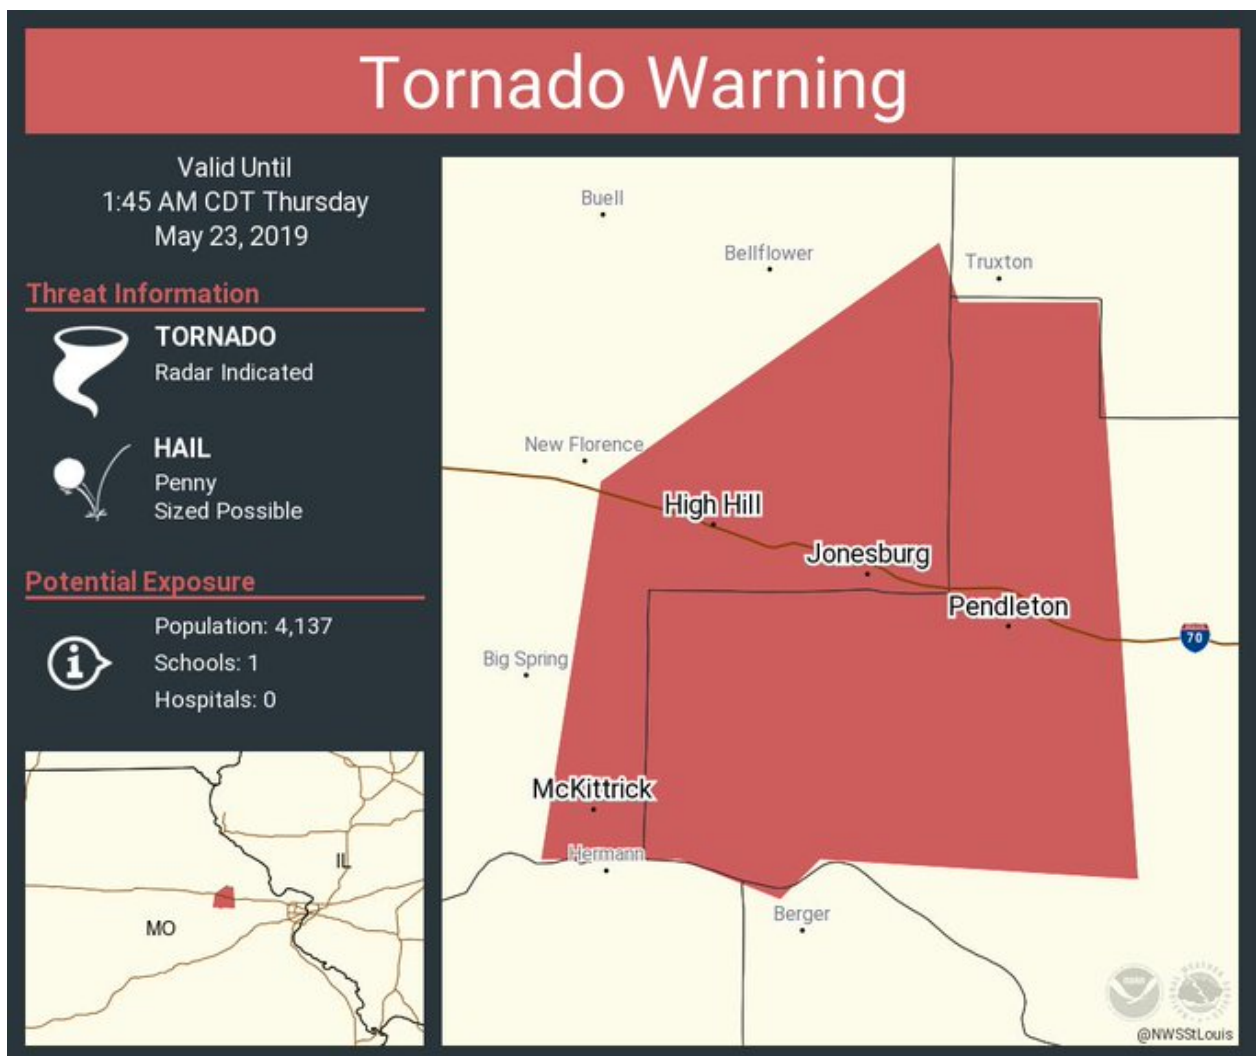 Tornado Warning
Valid Until
1:45 AM CDT Thursday
May 23, 2019
Threat Information
TORNADO
Radar Indicated
HAIL
Penny
Sized Possible
Potential Exposure
Population: 4,137
Schools: 1
Hospitals: 0
IL
MO
Buell
Bellflower
Truxton
New Florence
High Hill
Jonesburg
Pendleton
70
Big Spring
McKittrick
Hermann
Berger
@NWSStLouis